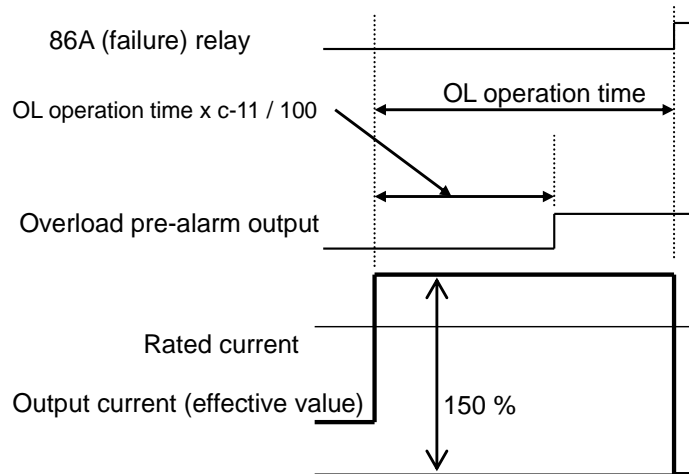 86A (failure) relay
OL operation time
OL operation time x c-11 / 100
Overload pre-alarm output
Rated current
Output current (effective value)
150 %